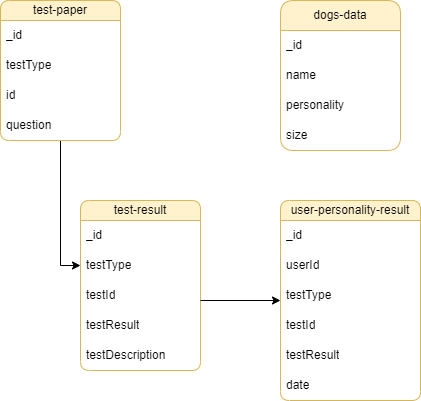 test-paper
_id
testType
id
question
dogs-data
_id
name
personality
size
test-result
_id
testType
testId
testResult
testDescription
user-personality-result
_id
userId
testType
testId
testResult
date